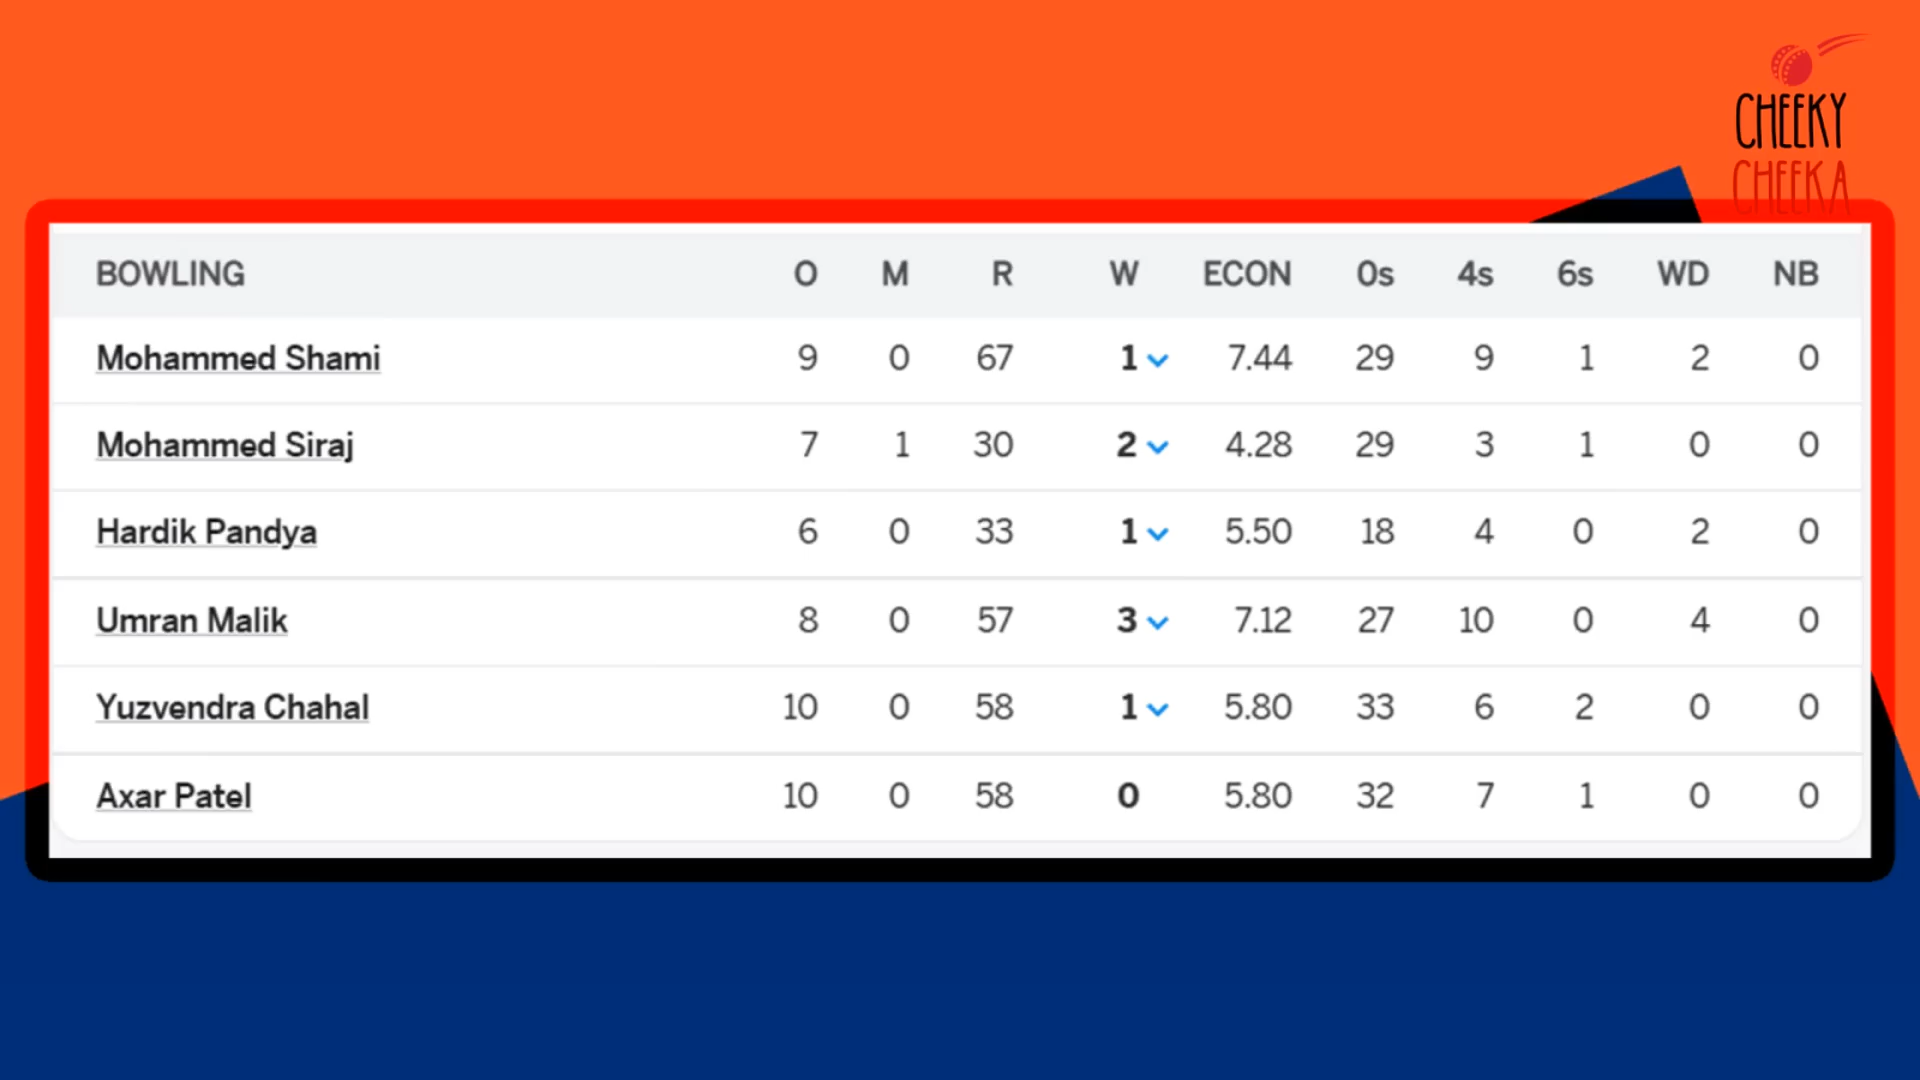 CHEEKY
CHEEKA
BOWLING O M R W ECON 0s 4s 6s WD NB
Mohammed Shami 9 0 67 1 7.44 29 9 1 2 0
Mohammed Siraj 7 1 30 2 4.28 29 3 1 0 0
Hardik Pandya 6 0 33 1 5.50 18 4 0 2 0
Umran Malik 8 0 57 3 7.12 27 10 0 4 0
Yuzvendra Chahal 10 0 58 1 5.80 33 6 2 0 0
Axar Patel 10 0 58 0 5.80 32 7 1 0 0